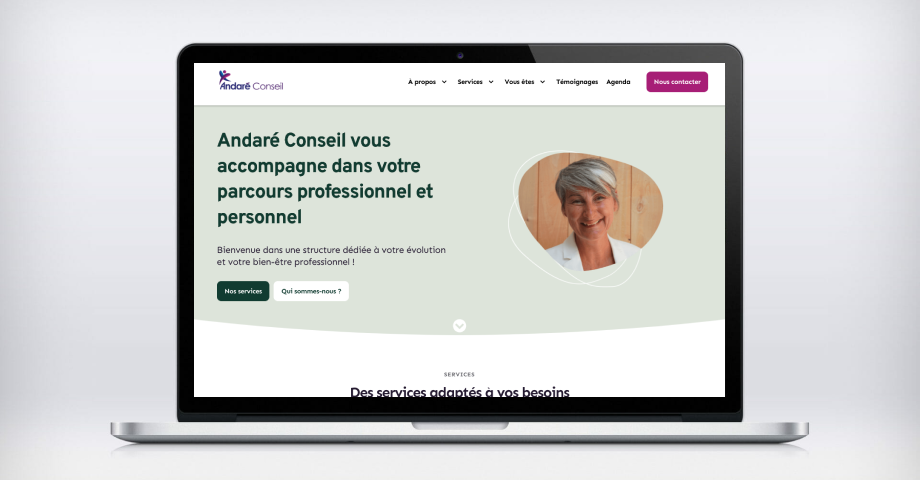 Andaré Conseil
À propos
Services
Vous êtes
Témoignages
Agenda
Nous contacter
Andaré Conseil vous
accompagne dans votre
parcours professionnel et
personnel
Bienvenue dans une structure dédiée à votre évolution
et votre bien-être professionnel !
Nos services
Qui sommes-nous ?
SERVICES
Des services adaptés à vos besoins